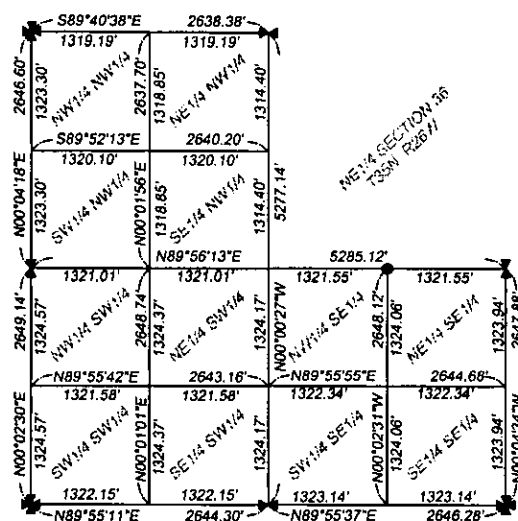 S89°40'38"E 2638.38'
1319.19' 1319.19'
2646.60'
1323.30'
NW1/4 NW1/4
2637.70'
1318.85'
NE1/4 NW1/4
1314.40'
NE1/4 SECTION 36
T35N R26W
S89°52'13"E 2640.20'
1320.10' 1320.10'
N00°04'18"E
1323.30'
SW1/4 NW1/4
N00°01'56"E
1318.85'
SE1/4 NW1/4
1314.40'
5277.14'
N89°56'13"E 5285.12'
1321.01' 1321.01' 1321.55' 1321.55'
2649.14'
1324.57'
NW1/4 SW1/4
2648.74'
1324.37'
NE1/4 SW1/4
1324.17'
N00°00'27"W
NW1/4 SE1/4
2648.12'
1324.06'
NE1/4 SE1/4
1323.94'
2647.88'
N89°55'42"E 2643.16' N89°55'55"E 2644.68'
1321.58' 1321.58' 1322.34' 1322.34'
N00°02'30"E
1324.57'
SW1/4 SW1/4
N00°01'01"E
1324.37'
SE1/4 SW1/4
1324.17'
SW1/4 SE1/4
N00°02'31"W
1324.06'
SE1/4 SE1/4
1323.94'
1322.15' 1322.15' 1323.14' 1323.14'
N89°55'11"E 2644.30' N89°55'37"E 2646.28'